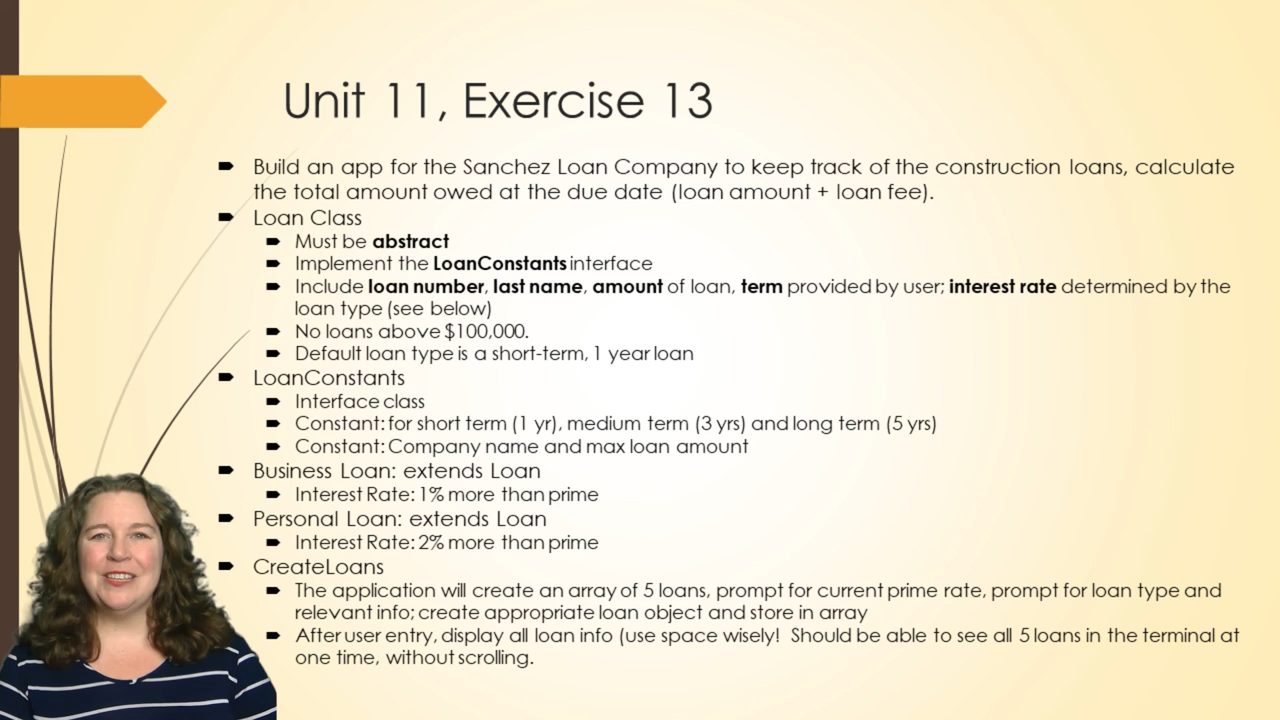 Unit 11, Exercise 13
Build an app for the Sanchez Loan Company to keep track of the construction loans, calculate
the total amount owed at the due date (loan amount + loan fee).
Loan Class
Must be abstract
Implement the LoanConstants interface
Include loan number, last name, amount of loan, term provided by user; interest rate determined by the
loan type (see below)
No loans above $100,000.
Default loan type is a short-term, 1 year loan
LoanConstants
Interface class
Constant: for short term (1 yr), medium term (3 yrs) and long term (5 yrs)
Constant: Company name and max loan amount
Business Loan: extends Loan
Interest Rate: 1% more than prime
Personal Loan: extends Loan
Interest Rate: 2% more than prime
CreateLoans
The application will create an array of 5 loans, prompt for current prime rate, prompt for loan type and
relevant info; create appropriate loan object and store in array
After user entry, display all loan info (use space wisely! Should be able to see all 5 loans in the terminal at
one time, without scrolling.